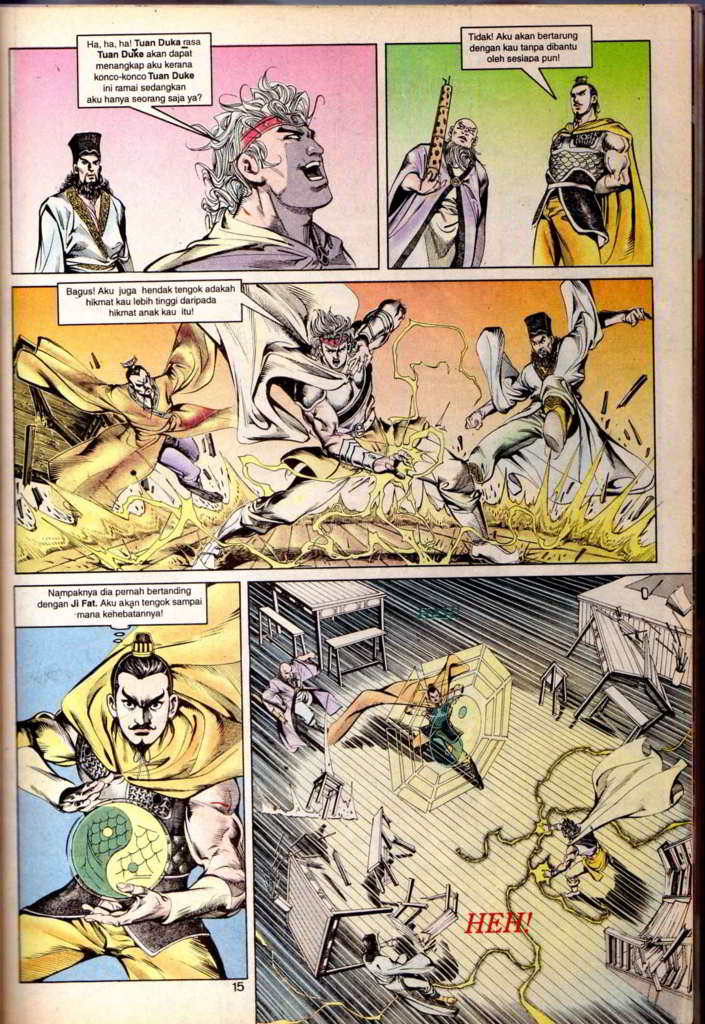 Ha, ha, ha! Tuan Duka rasa
Tuan Duke akan dapat
menangkap aku kerana
konco-konco Tuan Duke
ini ramai sedangkan
aku hanya seorang saja ya?
Tidak! Aku akan bertarung
dengan kau tanpa dibantu
oleh sesiapa pun!
Bagus! Aku juga hendak tengok adakah
hikmat kau lebih tinggi daripada
hikmat anak kau itu!
Nampaknya dia pernah bertanding
dengan Ji Fat. Aku akan tengok sampai
mana kehebatannya!
HEH!
15